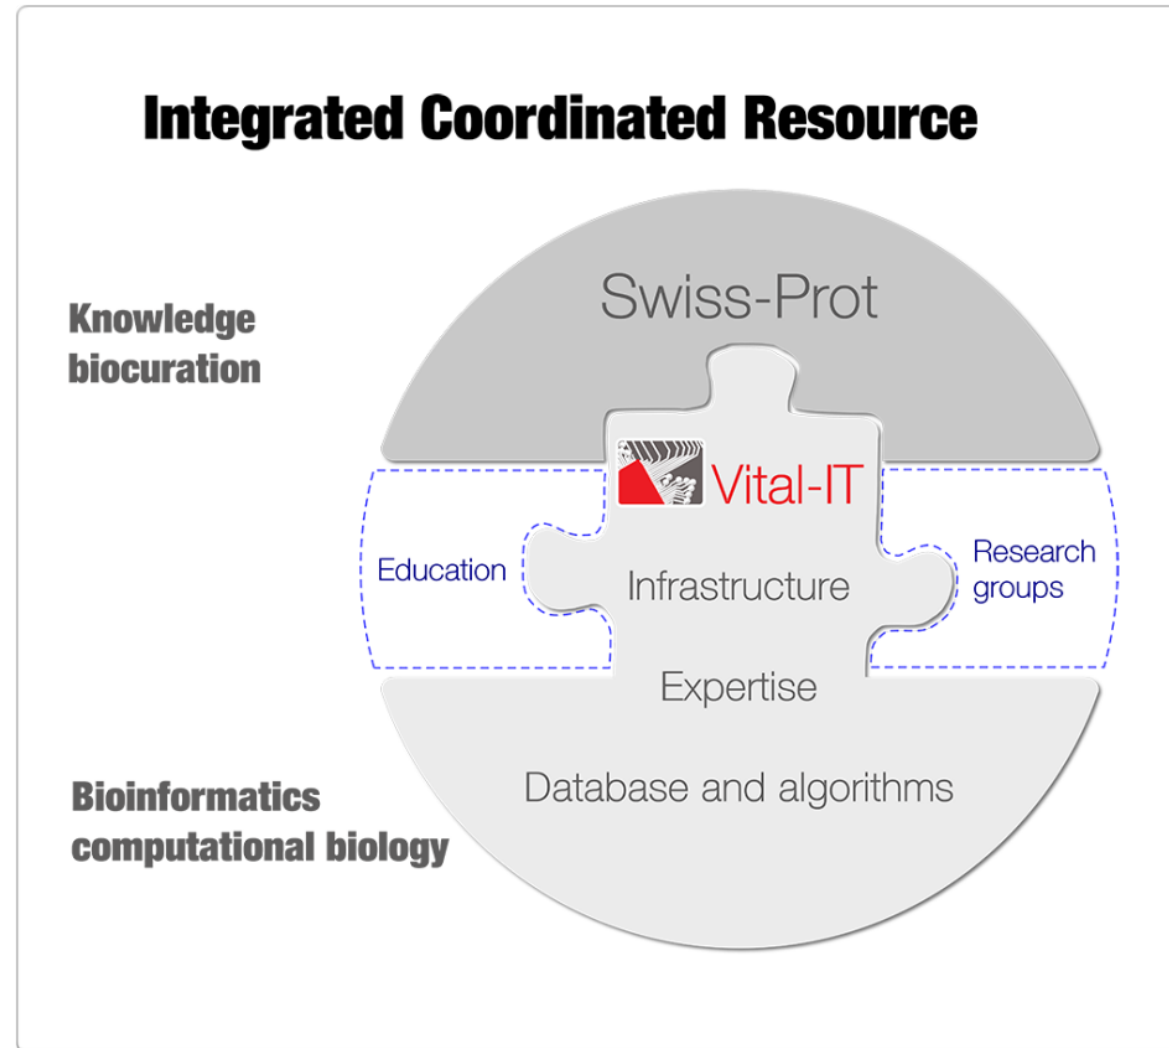 Integrated Coordinated Resource
Knowledge
biocuration
Swiss-Prot
Vital-IT
Education
Infrastructure
Research
groups
Expertise
Bioinformatics
computational biology
Database and algorithms